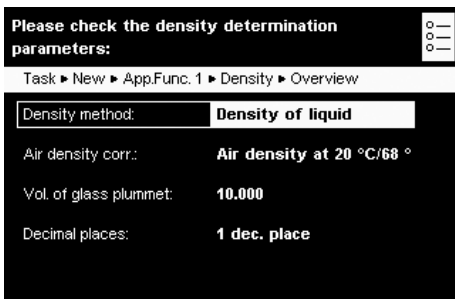 Please check the density determination
parameters:
Task ▸ New ▸ App.Func. 1 ▸ Density ▸ Overview
Density method: Density of liquid
Air density corr.: Air density at 20 °C/68 °
Vol. of glass plummet: 10.000
Decimal places: 1 dec. place